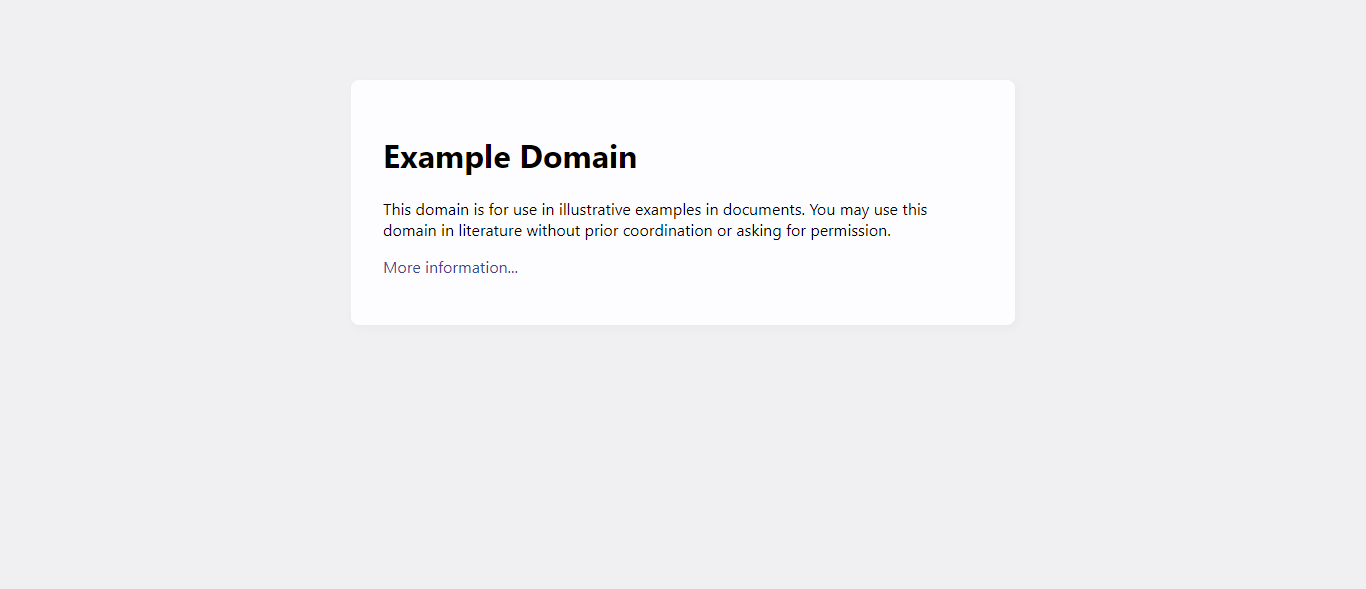 Example Domain
This domain is for use in illustrative examples in documents. You may use this
domain in literature without prior coordination or asking for permission.
More information...